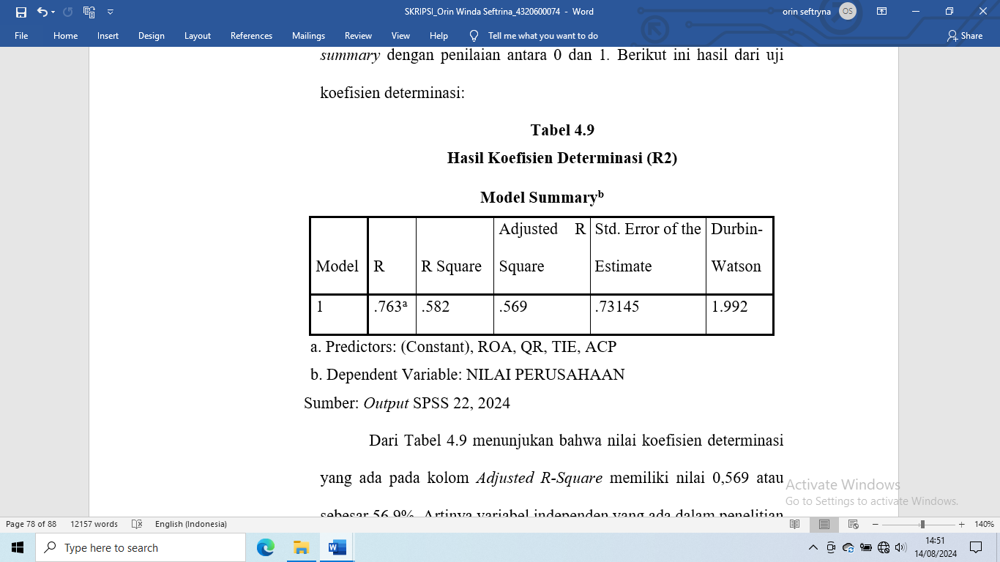 SKRIPSI_Orin Winda Seftrina_4320600074 - Word
orin seftryna
OS
File Home Insert Design Layout References Mailings Review View Help Tell me what you want to do Share
summary dengan penilaian antara 0 dan 1. Berikut ini hasil dari uji
koefisien determinasi:
Tabel 4.9
Hasil Koefisien Determinasi (R2)
Model Summaryᵇ
Model R R Square Adjusted R Square Std. Error of the Estimate Durbin-Watson
1 .763ᵃ .582 .569 .73145 1.992
a. Predictors: (Constant), ROA, QR, TIE, ACP
b. Dependent Variable: NILAI PERUSAHAAN
Sumber: Output SPSS 22, 2024
Dari Tabel 4.9 menunjukan bahwa nilai koefisien determinasi
yang ada pada kolom Adjusted R-Square memiliki nilai 0,569 atau
sebesar 56,9%. Artinya variabel independen yang ada dalam penelitian
Activate Windows
Go to Settings to activate Windows.
Page 78 of 88 12157 words English (Indonesia) 140%
Type here to search
14:51
14/08/2024